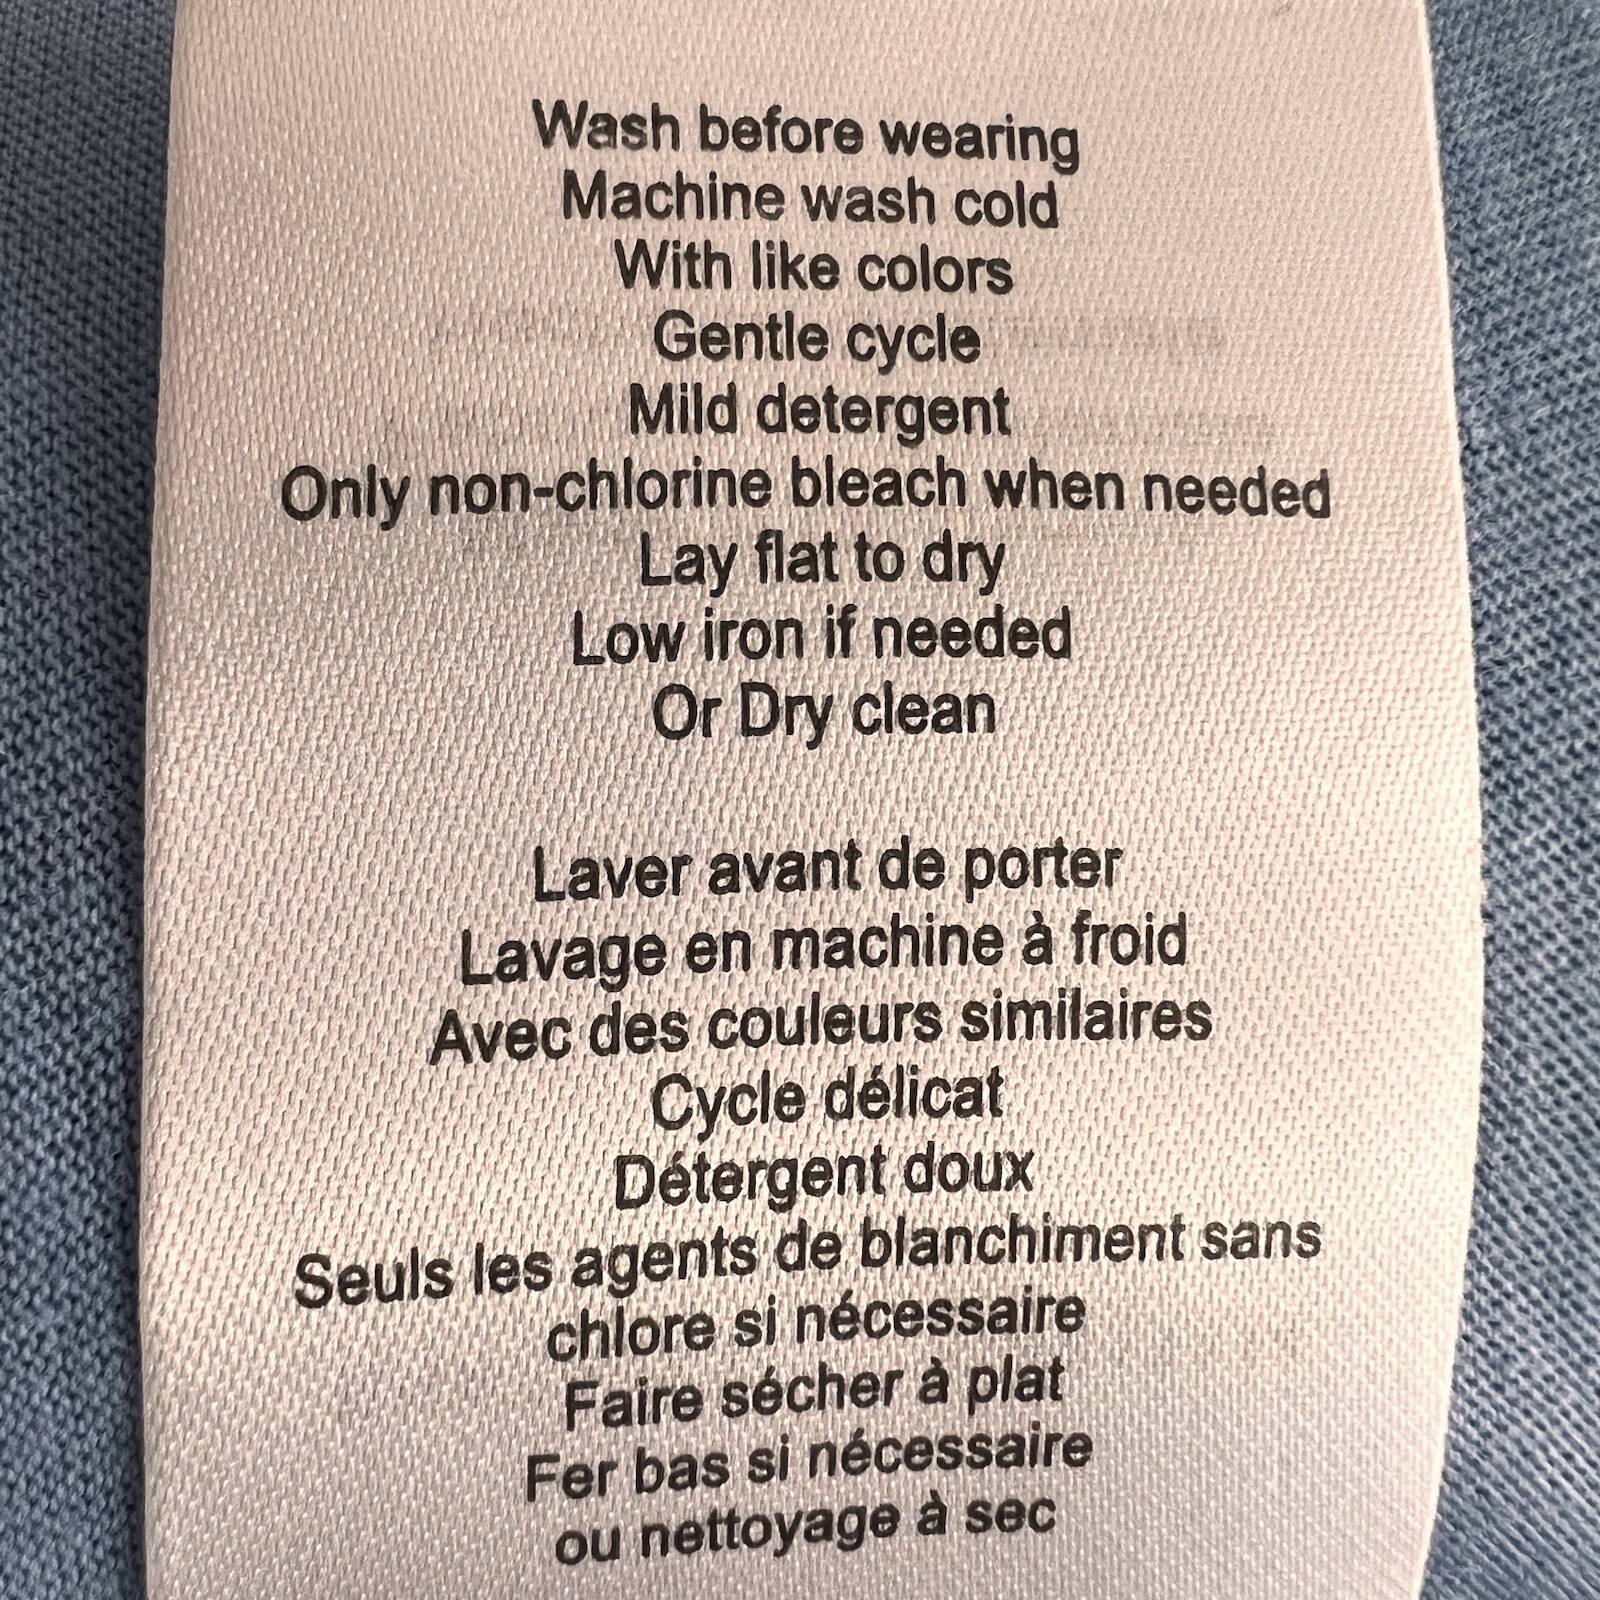 Wash before wearing
Machine wash cold
With like colors
Gentle cycle
Mild detergent
Only non-chlorine bleach when needed
Lay flat to dry
Low iron if needed
Or Dry clean
Laver avant de porter
Lavage en machine à froid
Avec des couleurs similaires
Cycle délicat
Détergent doux
Seuls les agents de blanchiment sans
chlore si nécessaire
Faire sécher à plat
Fer bas si nécessaire
ou nettoyage à sec